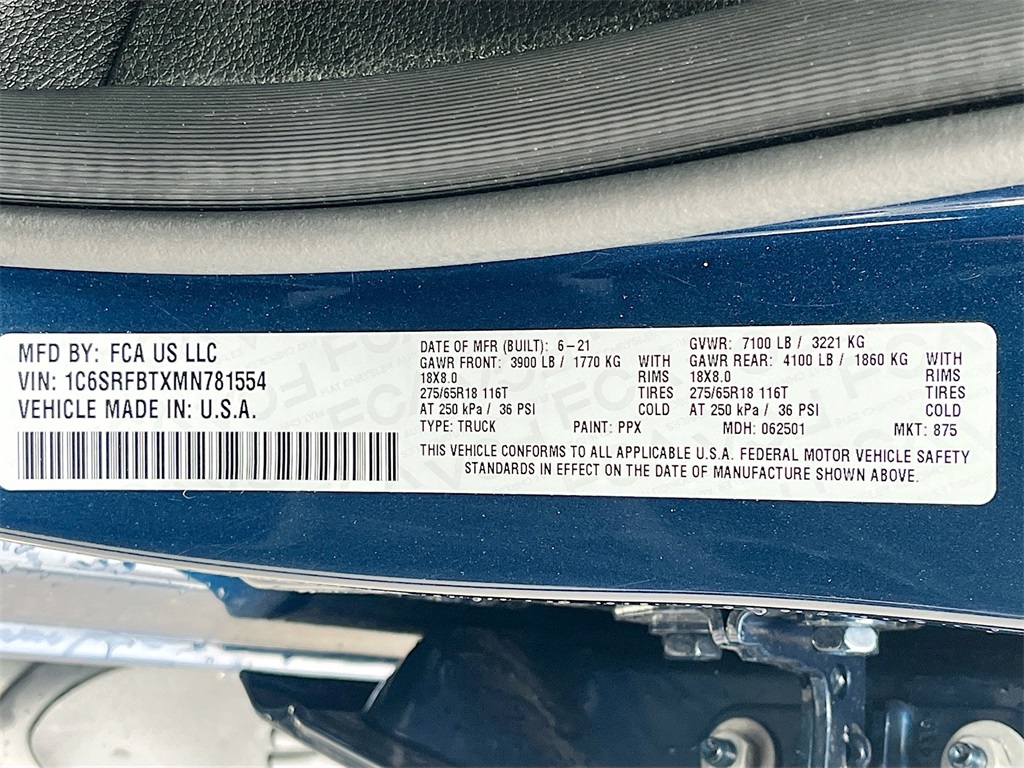 MFD BY: FCA US LLC
VIN: 1C6SRFBTXMN781554
VEHICLE MADE IN: U.S.A.
DATE OF MFR (BUILT): 6-21
GAWR FRONT: 3900 LB / 1770 KG WITH
18X8.0 RIMS
275/65R18 116T TIRES
AT 250 kPa / 36 PSI COLD
TYPE: TRUCK PAINT: PPX
GVWR: 7100 LB / 3221 KG
GAWR REAR: 4100 LB / 1860 KG WITH
18X8.0 RIMS
275/65R18 116T TIRES
AT 250 kPa / 36 PSI COLD
MDH: 062501 MKT: 875
THIS VEHICLE CONFORMS TO ALL APPLICABLE U.S.A. FEDERAL MOTOR VEHICLE SAFETY
STANDARDS IN EFFECT ON THE DATE OF MANUFACTURE SHOWN ABOVE.